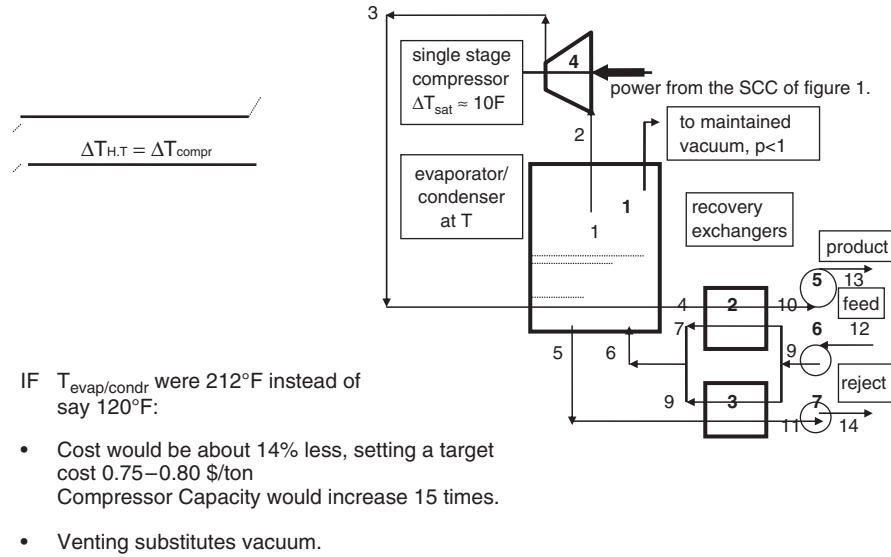 3
single stage
compressor
ΔTsat ≈ 10F
4
power from the SCC of figure 1.
2
to maintained
vacuum, p<1
ΔTH.T = ΔTcompr
evaporator/
condenser
at T
1
1
recovery
exchangers
product
5
13
4
2
10
feed
7
6
12
5
6
9
reject
9
3
7
11
14
IF Tevap/condr were 212°F instead of
say 120°F:
• Cost would be about 14% less, setting a target
cost 0.75–0.80 $/ton
Compressor Capacity would increase 15 times.
• Venting substitutes vacuum.